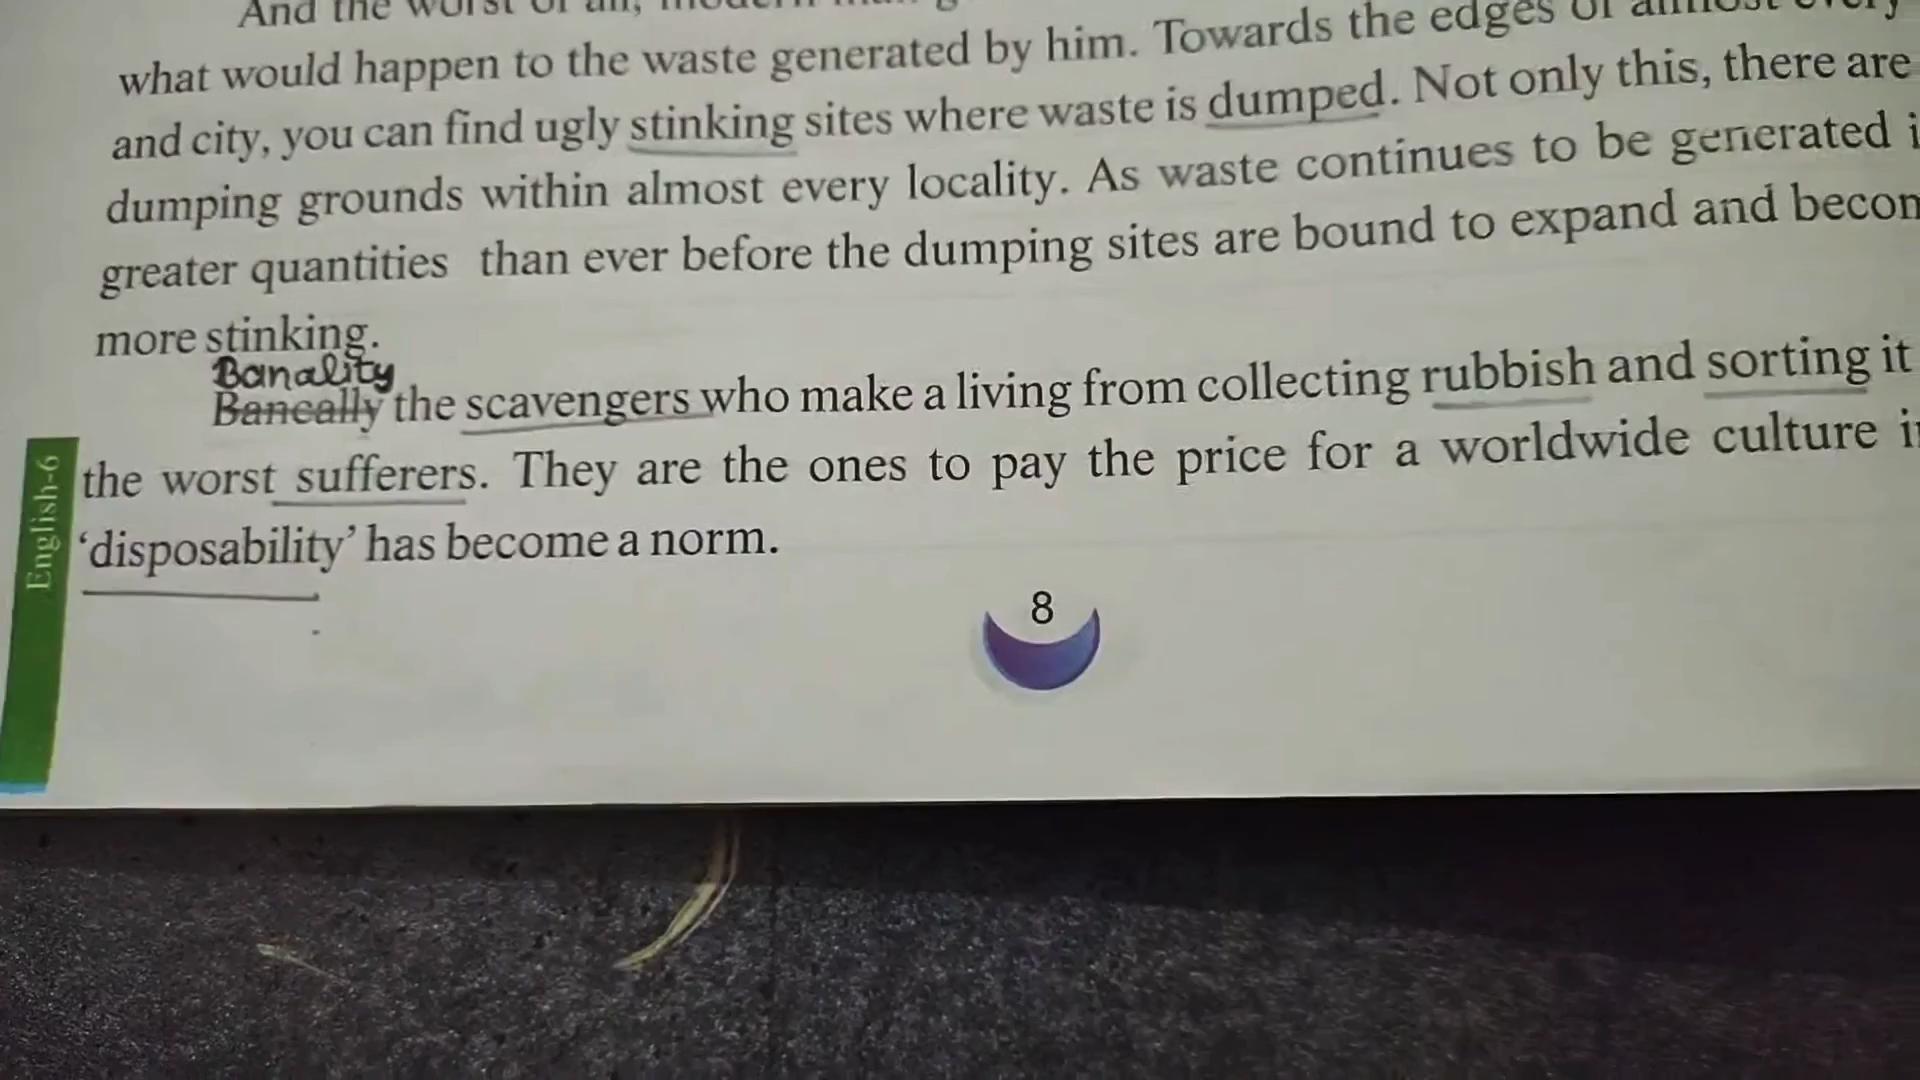 And the worst of all, modern man
what would happen to the waste generated by him. Towards the edges of almost every
and city, you can find ugly stinking sites where waste is dumped. Not only this, there are
dumping grounds within almost every locality. As waste continues to be generated i
greater quantities than ever before the dumping sites are bound to expand and becom
more stinking.
Banality
Bancally the scavengers who make a living from collecting rubbish and sorting it
the worst sufferers. They are the ones to pay the price for a worldwide culture i
'disposability' has become a norm.
8
English-6